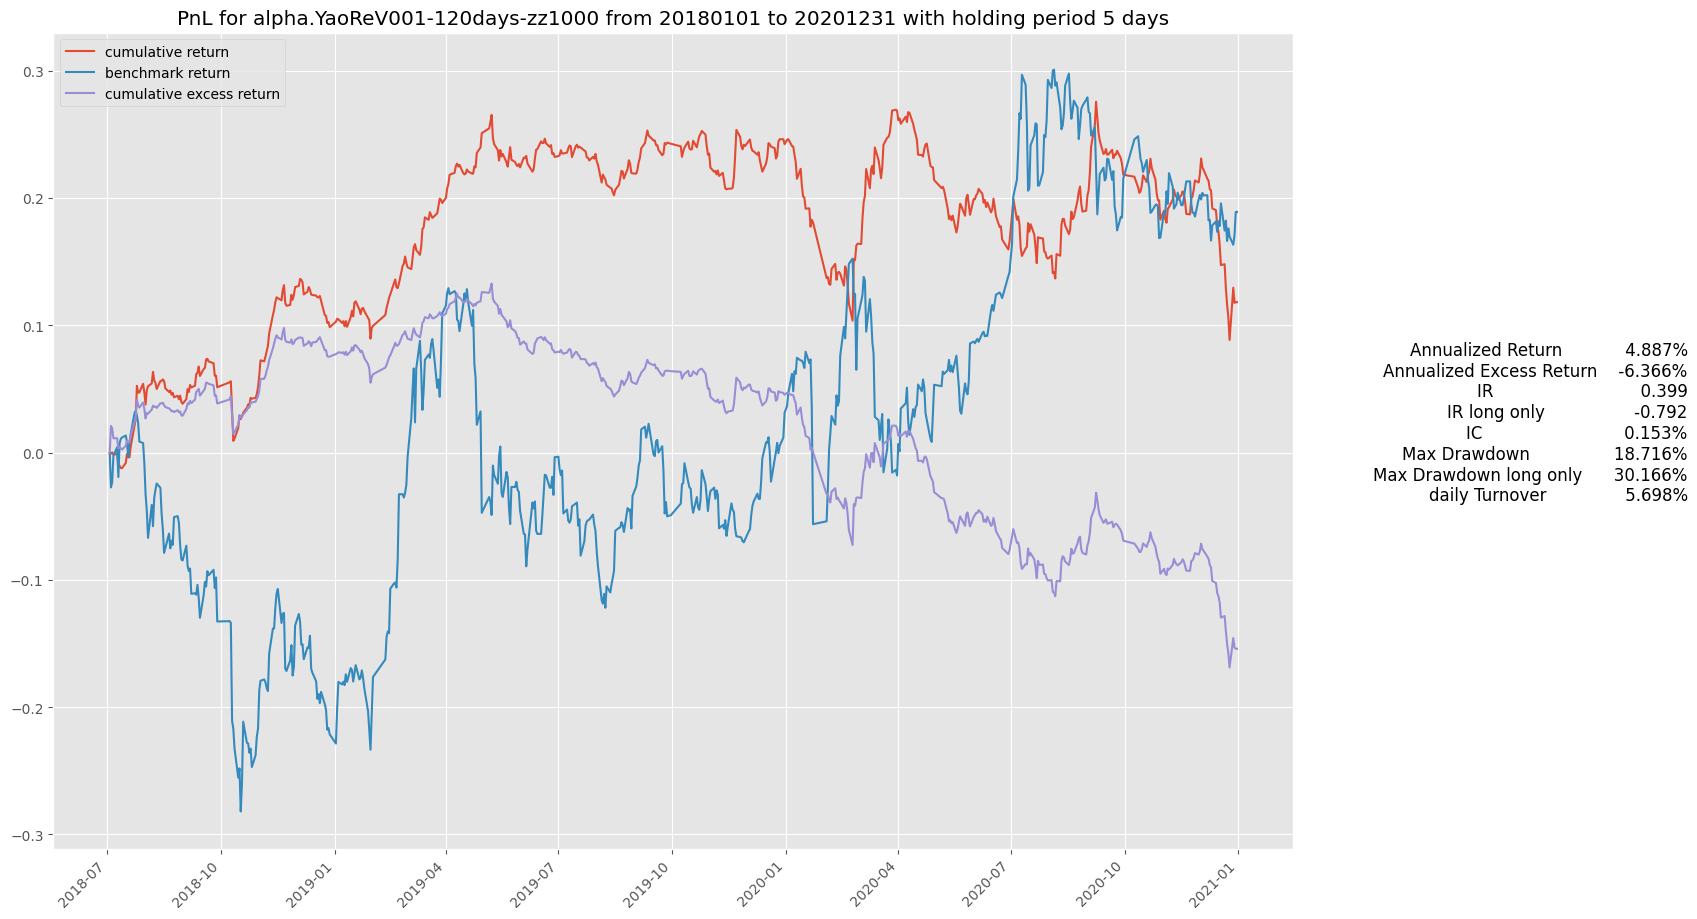 PnL for alpha.YaoReV001-120days-zz1000 from 20180101 to 20201231 with holding period 5 days
cumulative return
benchmark return
cumulative excess return
0.3
0.2
0.1
0.0
−0.1
−0.2
−0.3
2018-07
2018-10
2019-01
2019-04
2019-07
2019-10
2020-01
2020-04
2020-07
2020-10
2021-01
Annualized Return 4.887%
Annualized Excess Return -6.366%
IR 0.399
IR long only -0.792
IC 0.153%
Max Drawdown 18.716%
Max Drawdown long only 30.166%
daily Turnover 5.698%